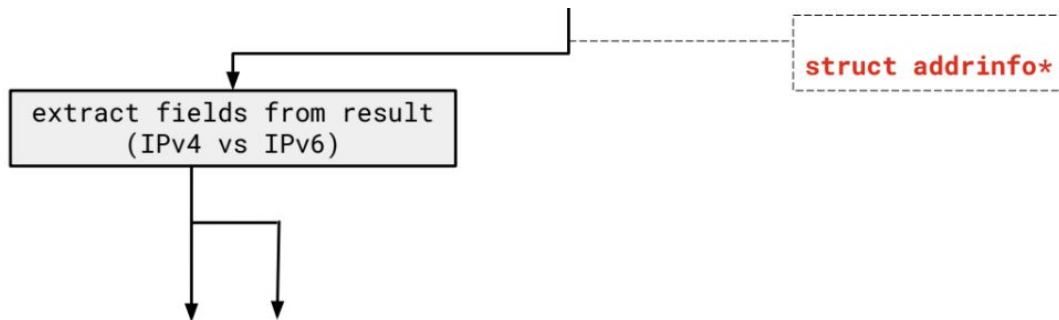 struct addrinfo*
extract fields from result
(IPv4 vs IPv6)